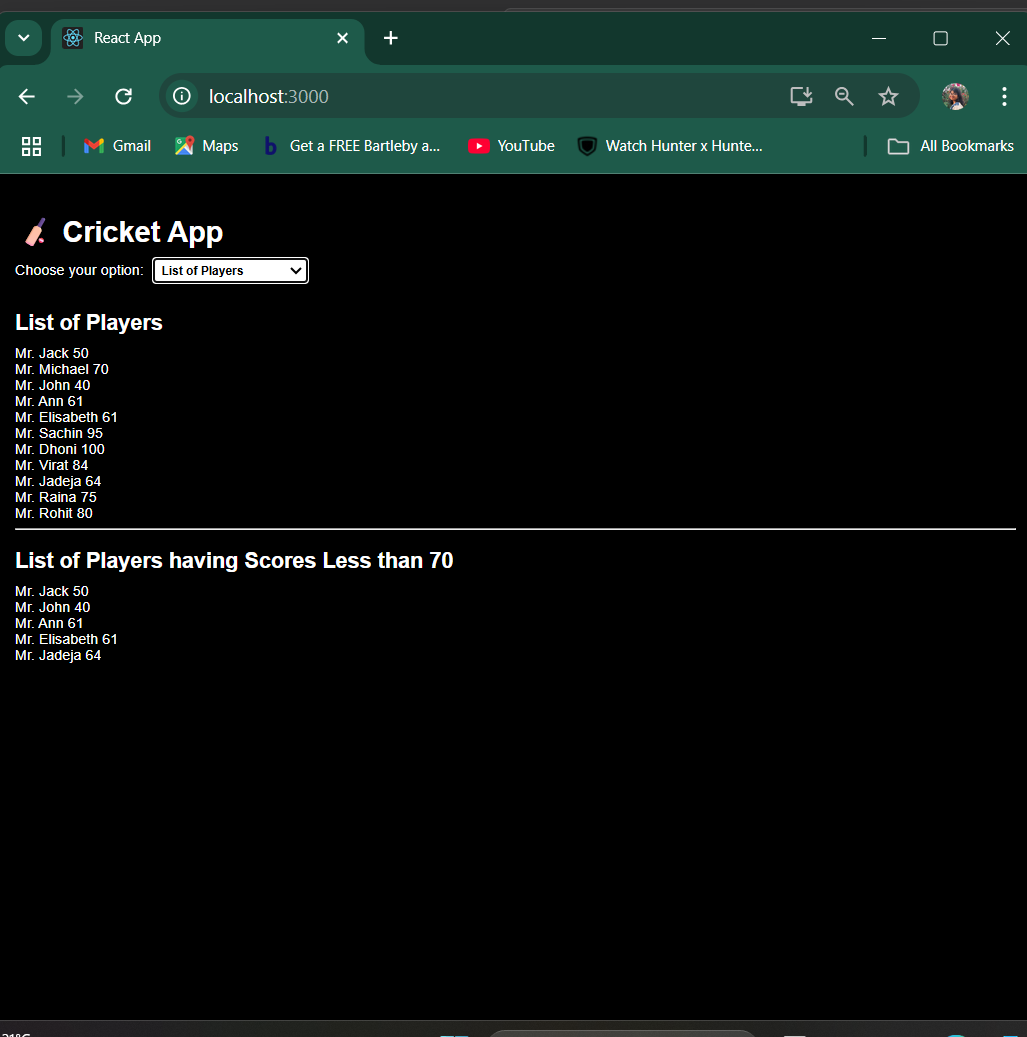 React App
localhost:3000
Gmail Maps Get a FREE Bartleby a... YouTube Watch Hunter x Hunte... All Bookmarks
Cricket App
Choose your option: List of Players
List of Players
Mr. Jack 50
Mr. Michael 70
Mr. John 40
Mr. Ann 61
Mr. Elisabeth 61
Mr. Sachin 95
Mr. Dhoni 100
Mr. Virat 84
Mr. Jadeja 64
Mr. Raina 75
Mr. Rohit 80
List of Players having Scores Less than 70
Mr. Jack 50
Mr. John 40
Mr. Ann 61
Mr. Elisabeth 61
Mr. Jadeja 64